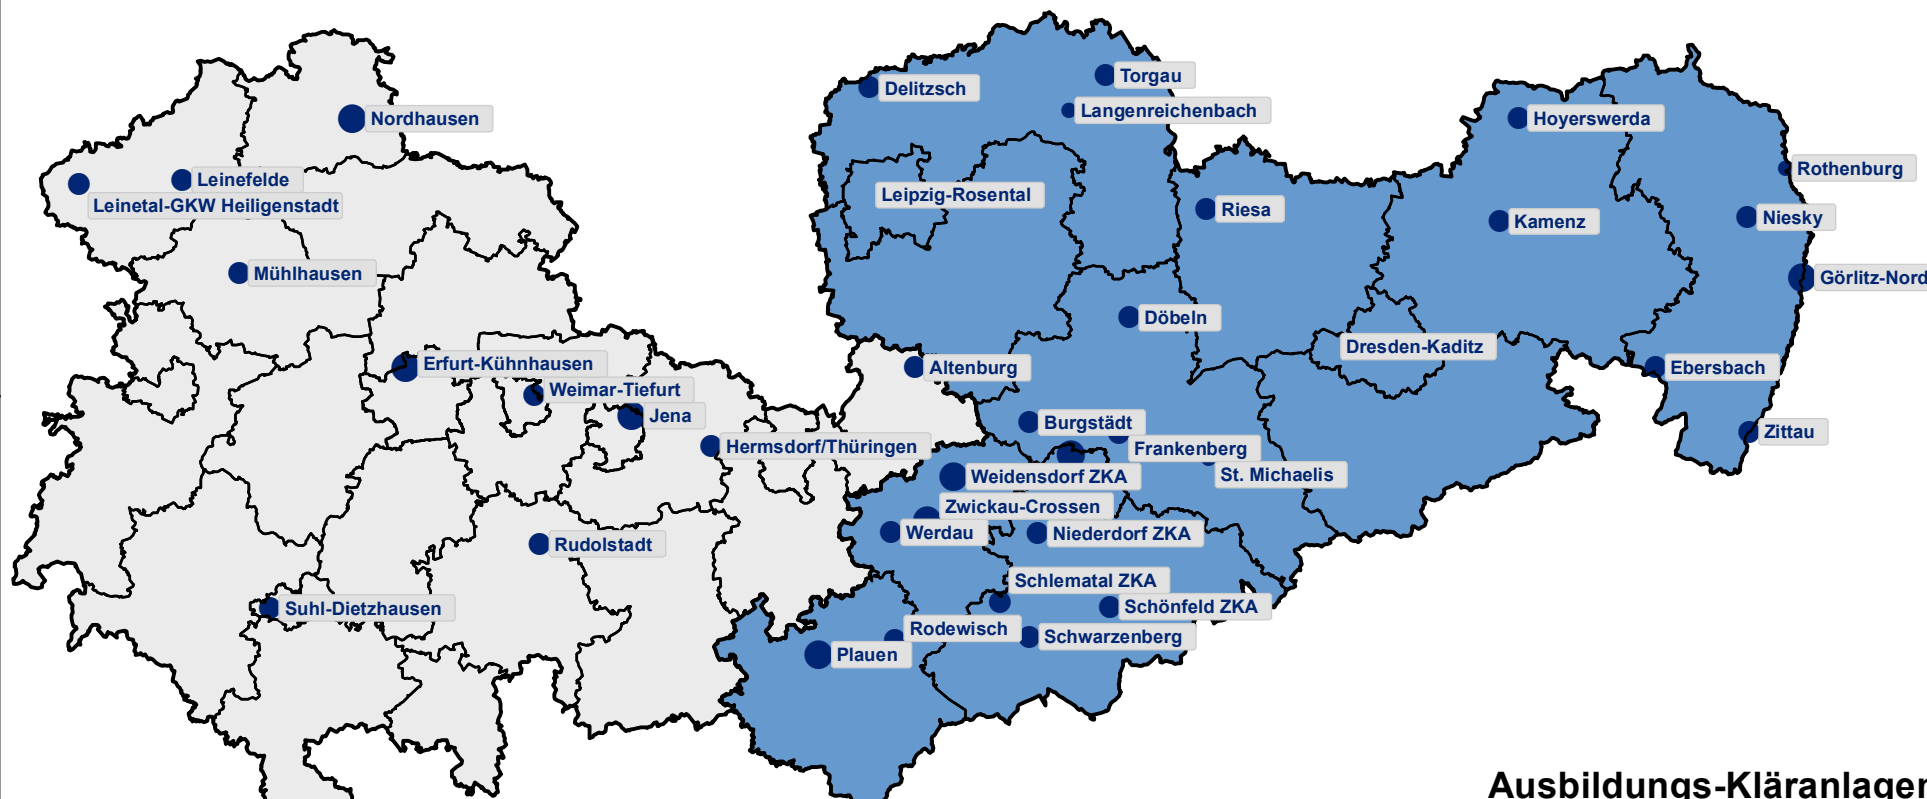 Torgau
Delitzsch
Langenreichenbach
Nordhausen
Hoyerswerda
Rothenburg
Leinefelde
Leipzig-Rosental
Leinetal-GKW Heiligenstadt
Riesa
Kamenz
Niesky
Mühlhausen
Görlitz-Nord
Döbeln
Dresden-Kaditz
Erfurt-Kühnhausen
Altenburg
Ebersbach
Weimar-Tiefurt
Jena
Burgstädt
Zittau
Hermsdorf/Thüringen
Frankenberg
Weidensdorf ZKA
St. Michaelis
Zwickau-Crossen
Werdau
Niederdorf ZKA
Rudolstadt
Schlematal ZKA
Suhl-Dietzhausen
Schönfeld ZKA
Rodewisch
Schwarzenberg
Plauen
Ausbildungs-Kläranlagen